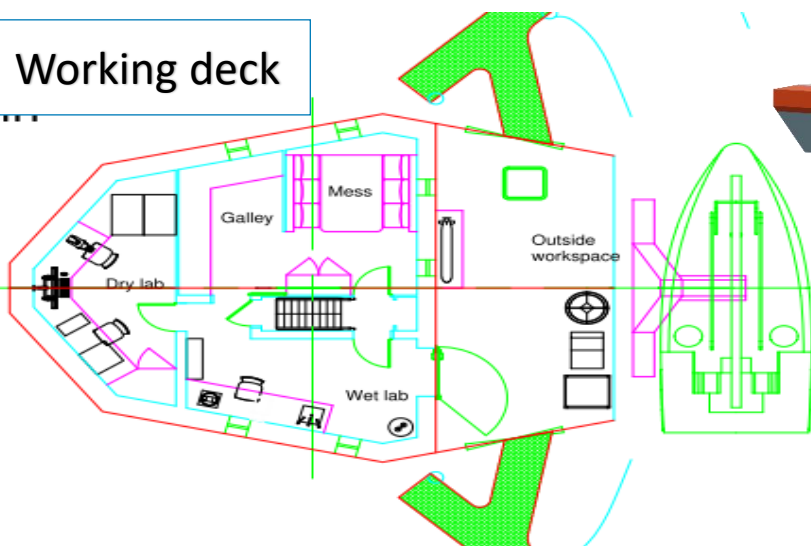 Working deck
Mess
Galley
Outside
workspace
Dry lab
Wet lab